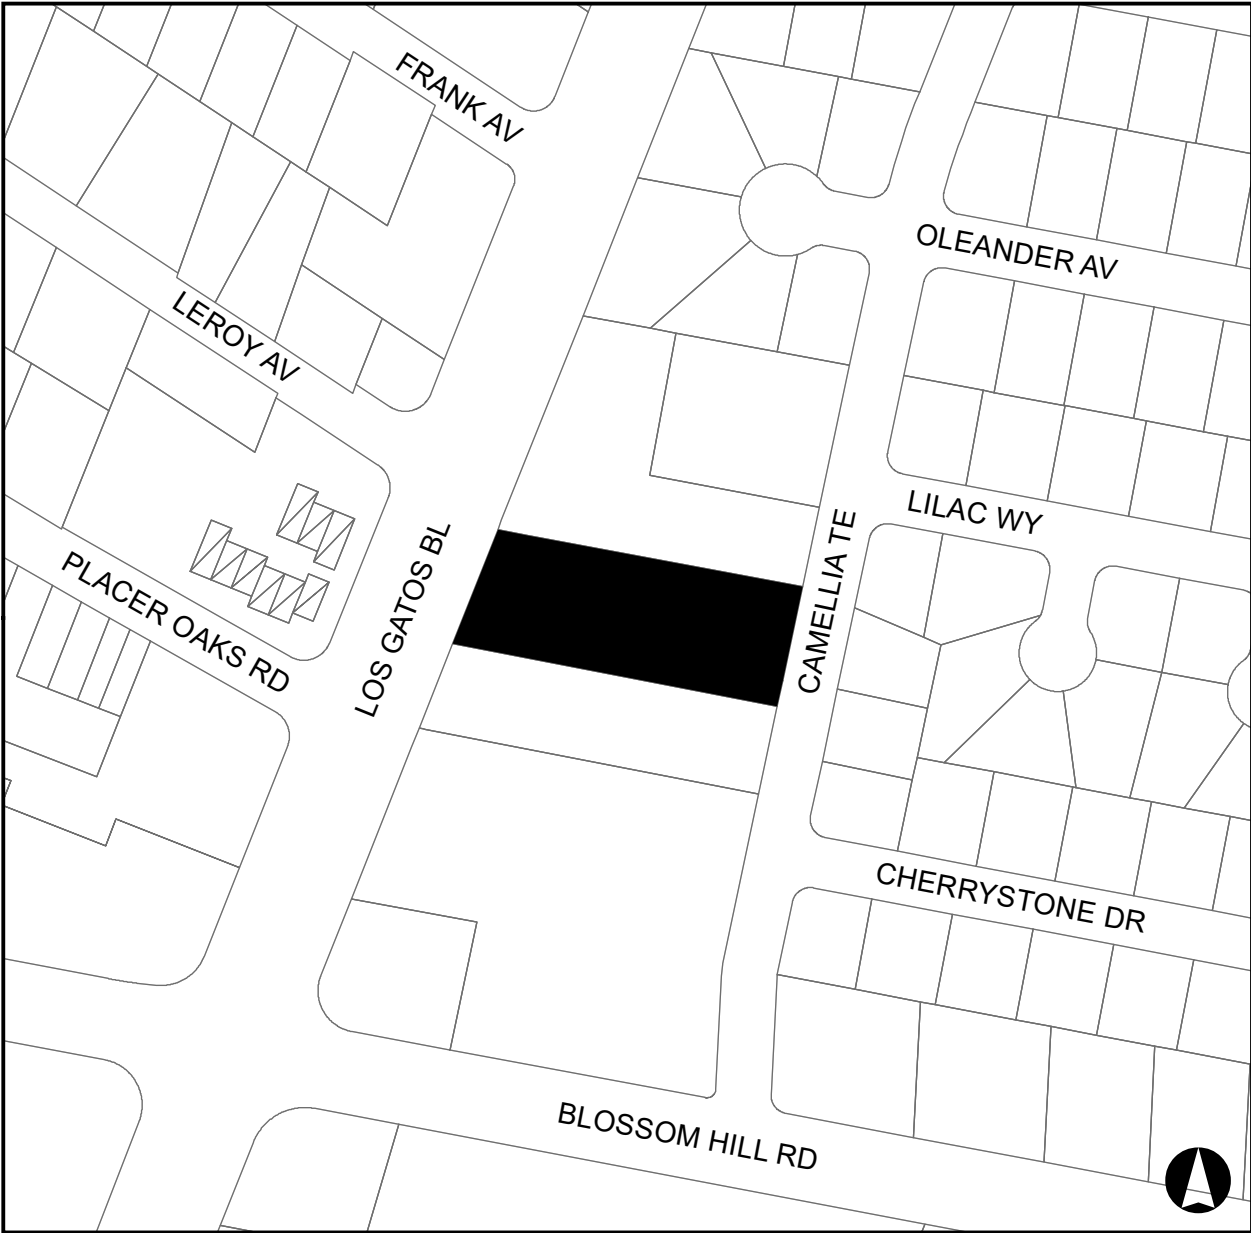 FRANK AV
OLEANDER AV
LEROY AV
LILAC WY
PLACER OAKS RD
LOS GATOS BL
CAMELLIA TE
CHERRYSTONE DR
BLOSSOM HILL RD